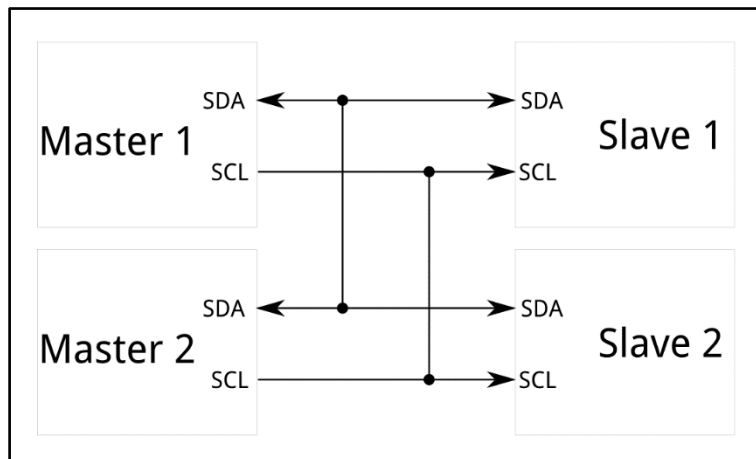 SDA
Master 1
SCL
SDA
Slave 1
SCL
SDA
Master 2
SCL
SDA
Slave 2
SCL